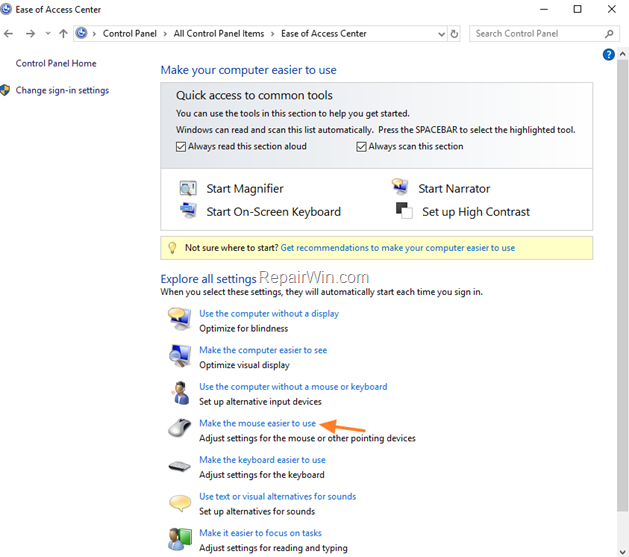 Ease of Access Center
Control Panel > All Control Panel Items > Ease of Access Center
Search Control Panel
?
Control Panel Home
Change sign-in settings
Make your computer easier to use
Quick access to common tools
You can use the tools in this section to help you get started.
Windows can read and scan this list automatically. Press the SPACEBAR to select the highlighted tool.
Always read this section aloud Always scan this section
Start Magnifier Start Narrator
Start On-Screen Keyboard Set up High Contrast
Not sure where to start? Get recommendations to make your computer easier to use
Explore all settings
RepairWin.com
When you select these settings, they will automatically start each time you sign in.
Use the computer without a display
Optimize for blindness
Make the computer easier to see
Optimize visual display
Use the computer without a mouse or keyboard
Set up alternative input devices
Make the mouse easier to use
Adjust settings for the mouse or other pointing devices
Make the keyboard easier to use
Adjust settings for the keyboard
Use text or visual alternatives for sounds
Set up alternatives for sounds
Make it easier to focus on tasks
Adjust settings for reading and typing